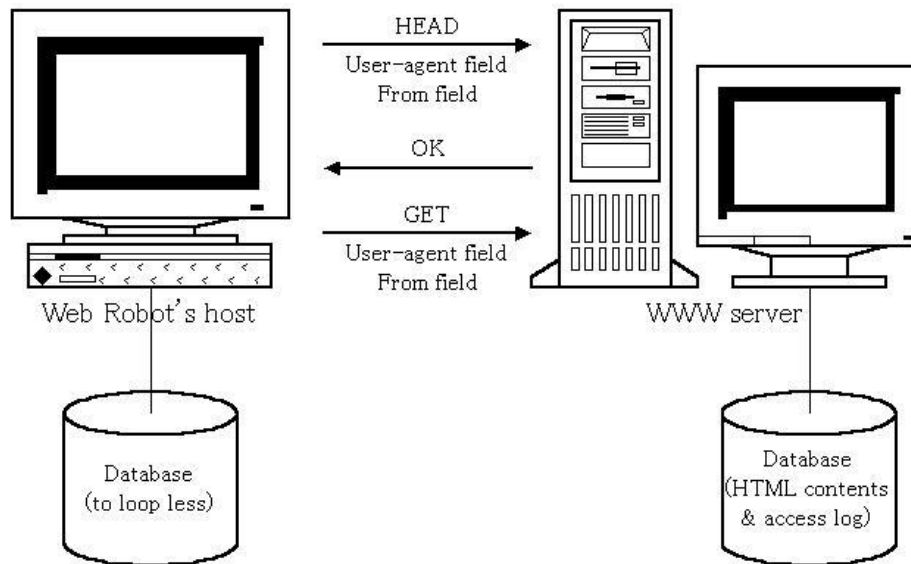 HEAD
User-agent field
From field
OK
GET
User-agent field
From field
Web Robot's host
WWW server
Database
(to loop less)
Database
(HTML contents
& access log)